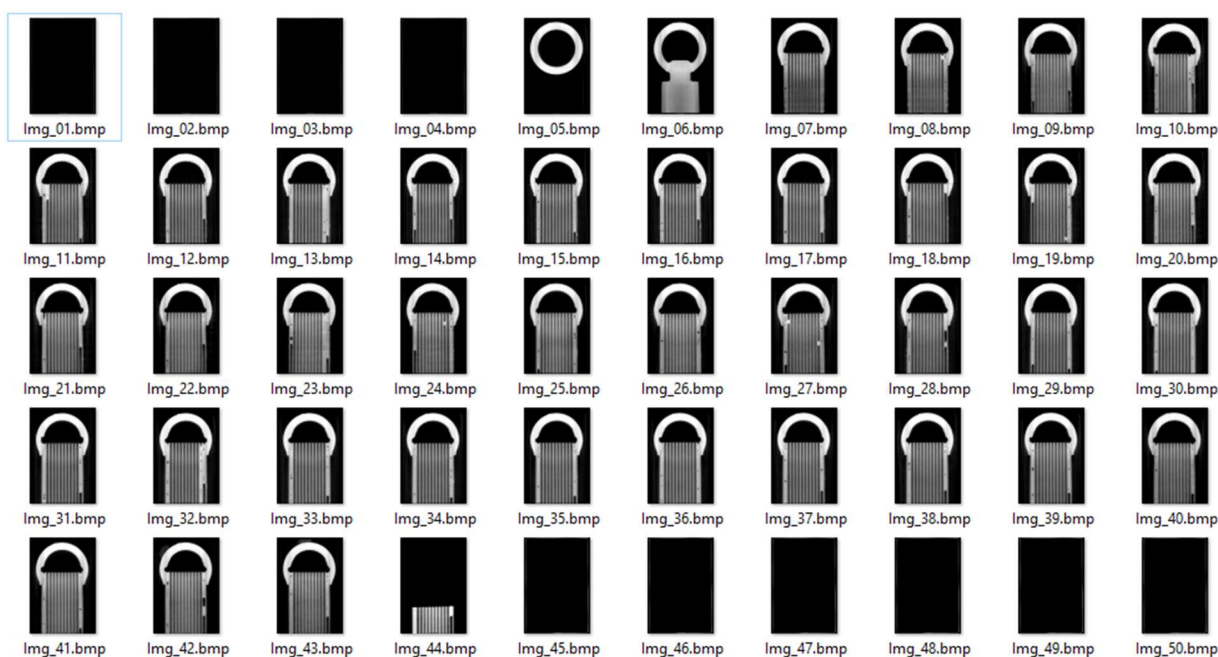 Img_01.bmp Img_02.bmp Img_03.bmp Img_04.bmp Img_05.bmp Img_06.bmp Img_07.bmp Img_08.bmp Img_09.bmp Img_10.bmp
Img_11.bmp Img_12.bmp Img_13.bmp Img_14.bmp Img_15.bmp Img_16.bmp Img_17.bmp Img_18.bmp Img_19.bmp Img_20.bmp
Img_21.bmp Img_22.bmp Img_23.bmp Img_24.bmp Img_25.bmp Img_26.bmp Img_27.bmp Img_28.bmp Img_29.bmp Img_30.bmp
Img_31.bmp Img_32.bmp Img_33.bmp Img_34.bmp Img_35.bmp Img_36.bmp Img_37.bmp Img_38.bmp Img_39.bmp Img_40.bmp
Img_41.bmp Img_42.bmp Img_43.bmp Img_44.bmp Img_45.bmp Img_46.bmp Img_47.bmp Img_48.bmp Img_49.bmp Img_50.bmp